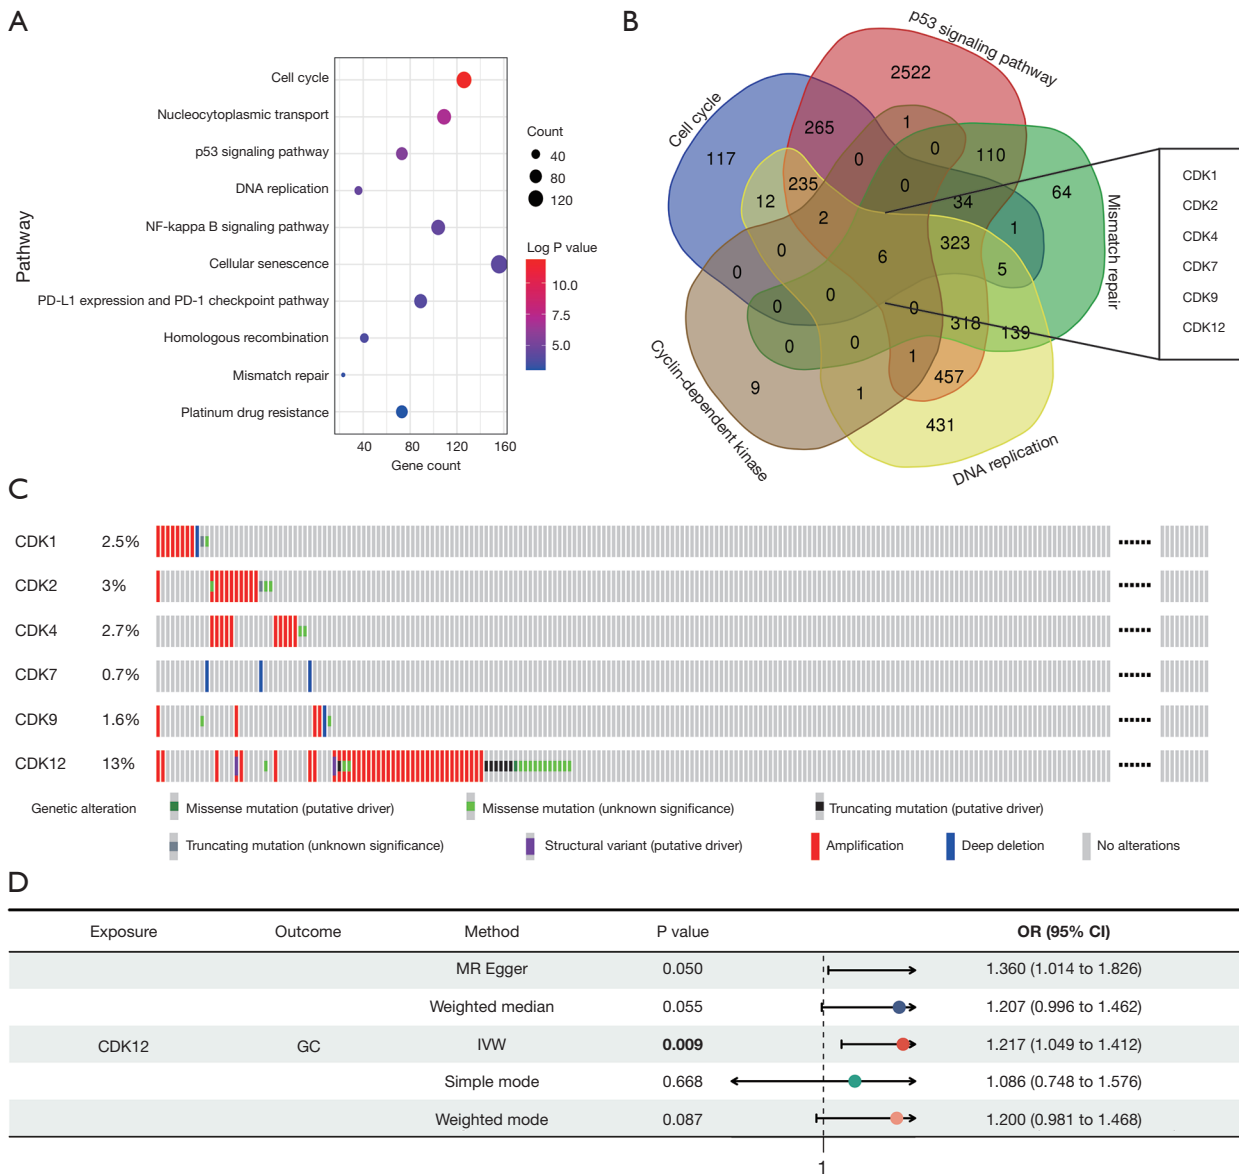 A
Cell cycle
Nucleocytoplasmic transport
p53 signaling pathway
DNA replication
NF-kappa B signaling pathway
Cellular senescence
PD-L1 expression and PD-1 checkpoint pathway
Homologous recombination
Mismatch repair
Platinum drug resistance
Pathway
40 80 120 160
Gene count
Count
40
80
120
Log P value
10.0
7.5
5.0
B
p53 signaling pathway
Cell cycle
Mismatch repair
Cyclin-dependent kinase
DNA replication
2522
265
1
0
110
117
0
0
64
235
12
2
34
1
323
0
6
5
0
0
0
0
318
139
0
0
1
9
1
457
431
CDK1
CDK2
CDK4
CDK7
CDK9
CDK12
C
CDK1 2.5%
CDK2 3%
CDK4 2.7%
CDK7 0.7%
CDK9 1.6%
CDK12 13%
Genetic alteration Missense mutation (putative driver) Missense mutation (unknown significance) Truncating mutation (putative driver)
Truncating mutation (unknown significance) Structural variant (putative driver) Amplification Deep deletion No alterations
D
Exposure Outcome Method P value OR (95% CI)
MR Egger 0.050 1.360 (1.014 to 1.826)
Weighted median 0.055 1.207 (0.996 to 1.462)
CDK12 GC IVW 0.009 1.217 (1.049 to 1.412)
Simple mode 0.668 1.086 (0.748 to 1.576)
Weighted mode 0.087 1.200 (0.981 to 1.468)
1